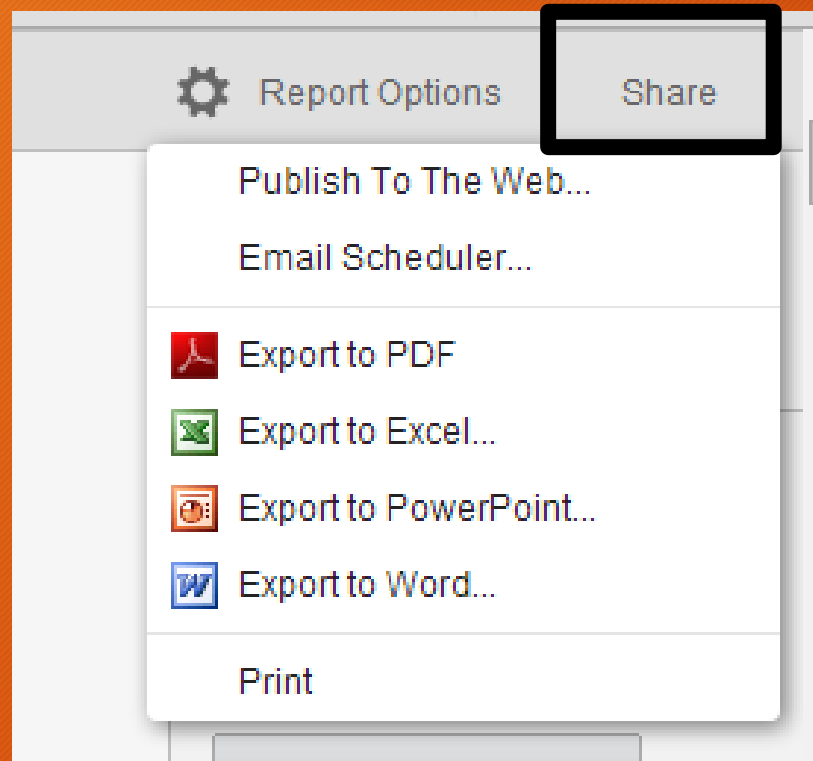 Report Options Share
Publish To The Web...
Email Scheduler...
Export to PDF
Export to Excel...
Export to PowerPoint...
Export to Word...
Print